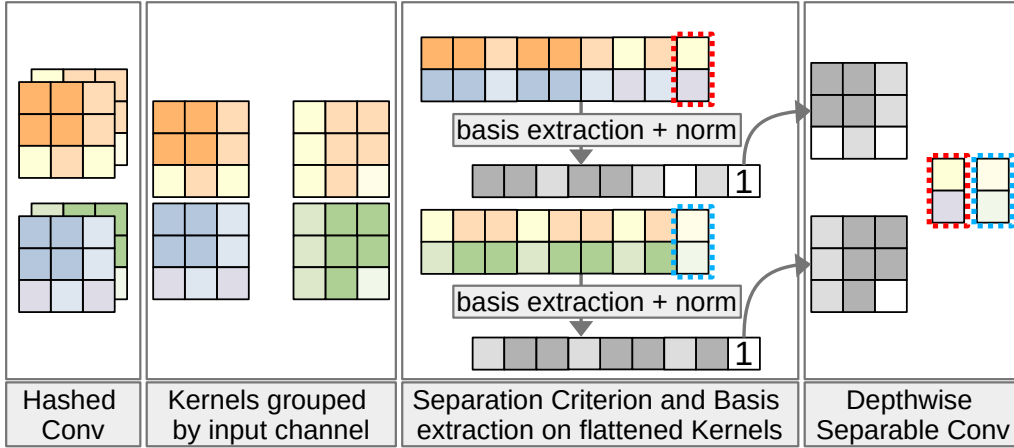 basis extraction + norm
1
basis extraction + norm
1
Hashed
Conv
Kernels grouped
by input channel
Separation Criterion and Basis
extraction on flattened Kernels
Depthwise
Separable Conv